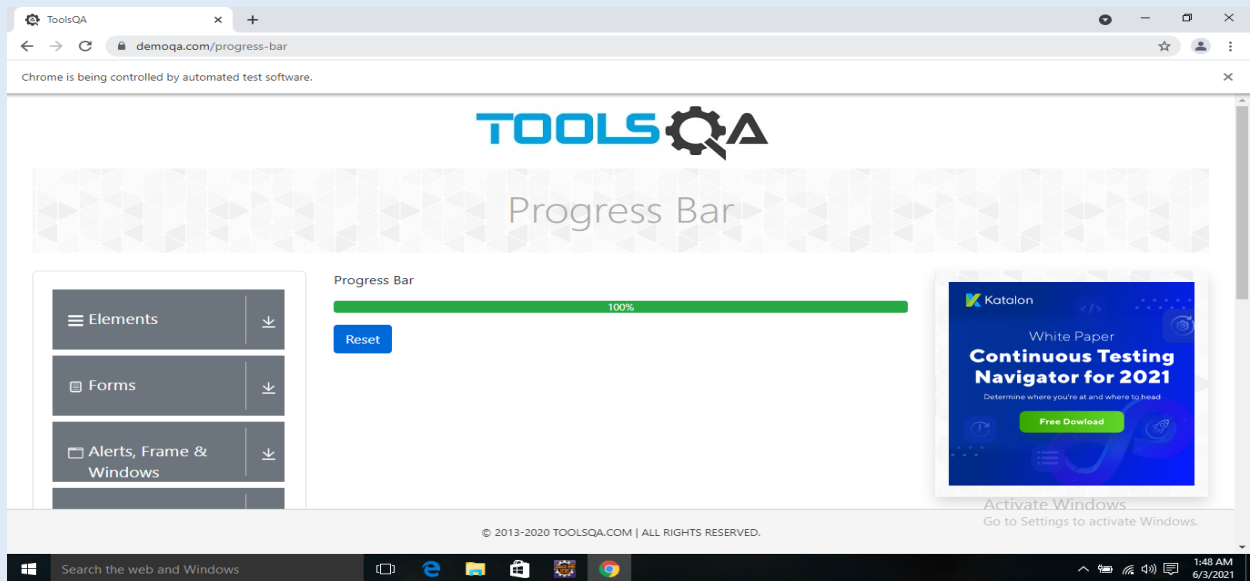 ToolsQA
demoqa.com/progress-bar
Chrome is being controlled by automated test software.
TOOLSQA
Progress Bar
Elements
Forms
Alerts, Frame &
Windows
Progress Bar
100%
Reset
Katalon
White Paper
Continuous Testing
Navigator for 2021
Determine where you're at and where to head
Free Dowload
Activate Windows
Go to Settings to activate Windows.
© 2013-2020 TOOLSQA.COM | ALL RIGHTS RESERVED.
Search the web and Windows
1:48 AM
6/3/2021